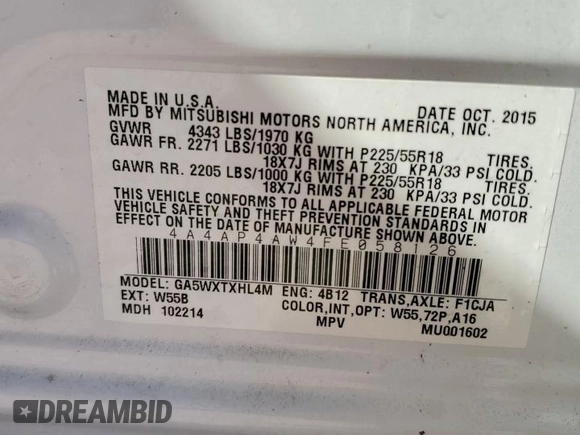 MADE IN U.S.A. DATE OCT. 2015
MFD BY MITSUBISHI MOTORS NORTH AMERICA, INC.
GVWR 4343 LBS/1970 KG
GAWR FR. 2271 LBS/1030 KG WITH P225/55R18 TIRES.
18X7J RIMS AT 230 KPA/33 PSI COLD.
GAWR RR. 2205 LBS/1000 KG WITH P225/55R18 TIRES.
18X7J RIMS AT 230 KPA/33 PSI COLD.
THIS VEHICLE CONFORMS TO ALL APPLICABLE FEDERAL MOTOR
VEHICLE SAFETY AND THEFT PREVENTION STANDARDS IN
EFFECT ON THE DATE OF MANUFACTURE SHOWN ABOVE.
4A4AP4AW4FE058126
MODEL: GA5WXTXHL4M ENG: 4B12 TRANS,AXLE: F1CJA
EXT: W55B COLOR,INT,OPT: W55,72P,A16
MDH 102214 MPV MU001602
DREAMBID